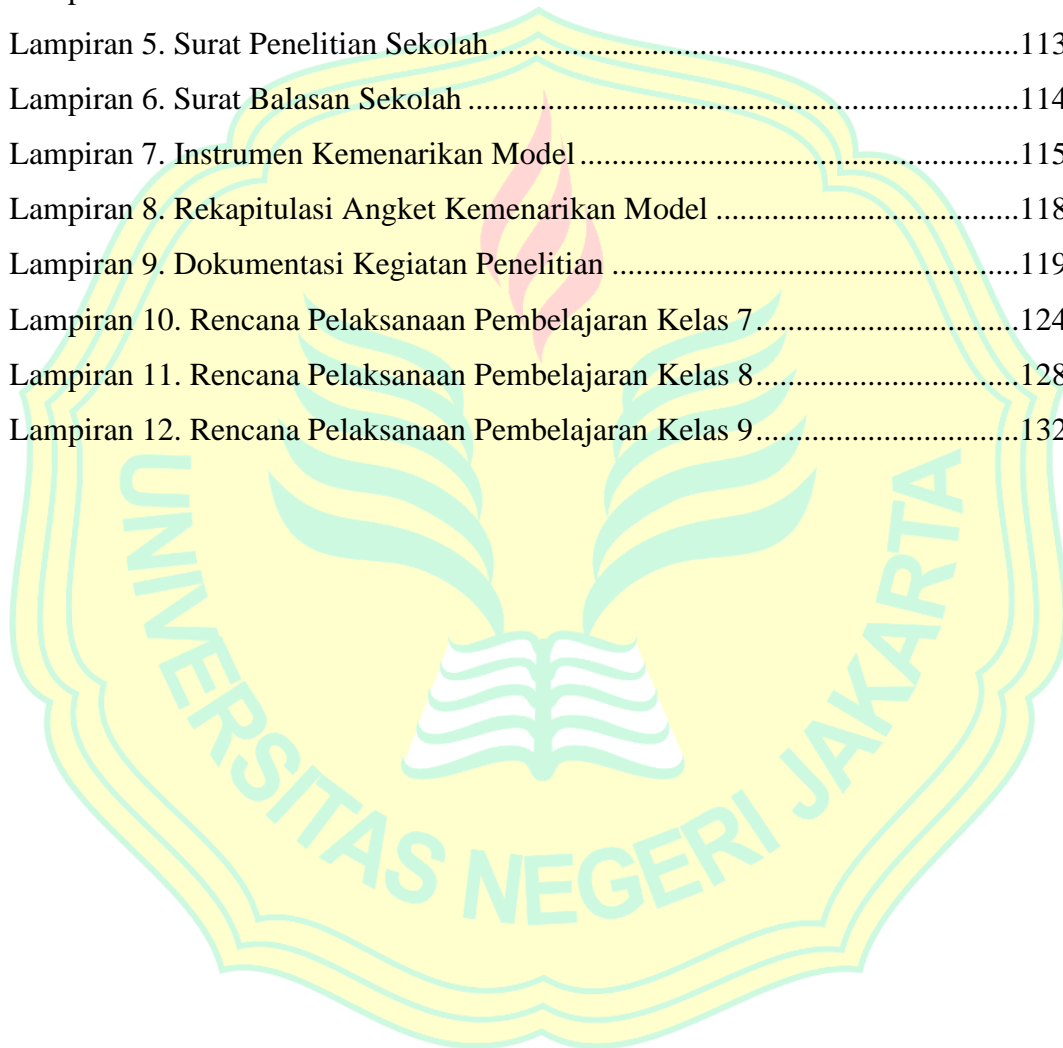 Lampiran 5. Surat Penelitian Sekolah.................................................................113
Lampiran 6. Surat Balasan Sekolah ....................................................................114
Lampiran 7. Instrumen Kemenarikan Model ......................................................115
Lampiran 8. Rekapitulasi Angket Kemenarikan Model .....................................118
Lampiran 9. Dokumentasi Kegiatan Penelitian ..................................................119
Lampiran 10. Rencana Pelaksanaan Pembelajaran Kelas 7................................124
Lampiran 11. Rencana Pelaksanaan Pembelajaran Kelas 8................................128
Lampiran 12. Rencana Pelaksanaan Pembelajaran Kelas 9................................132
UNIVERSITAS NEGERI JAKARTA